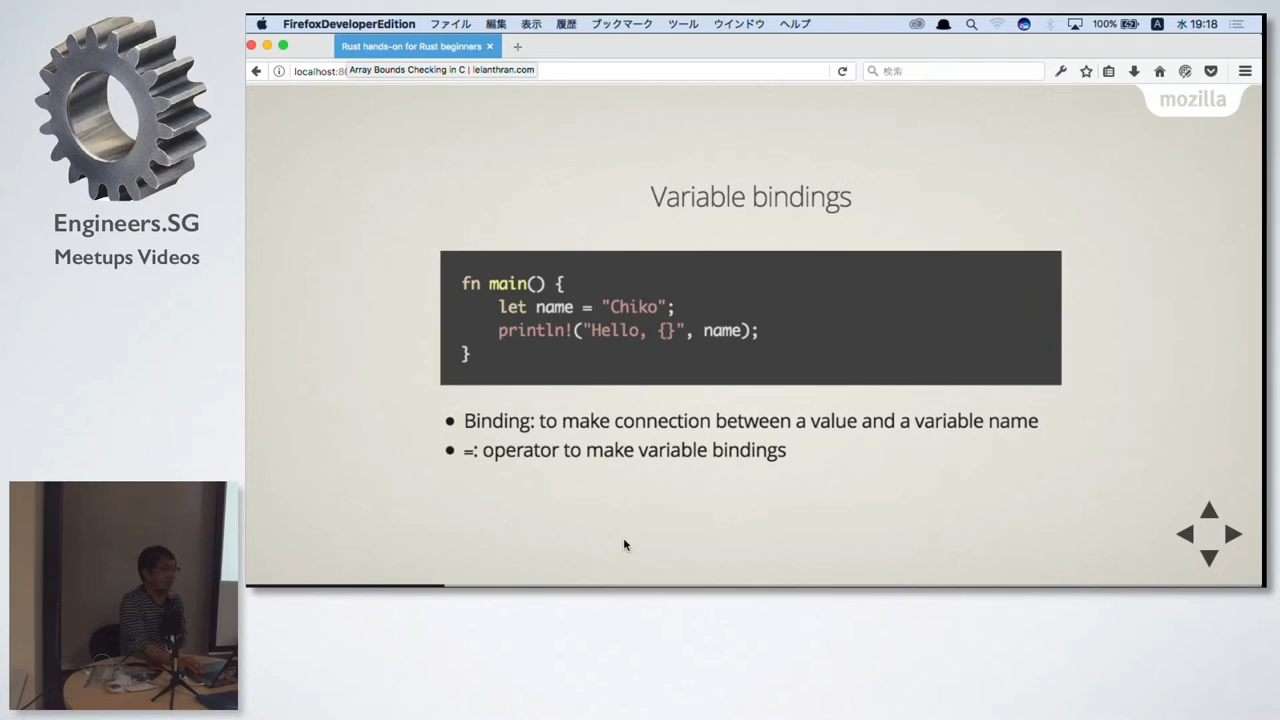 FirefoxDeveloperEdition ファイル 編集 表示 履歴 ブックマーク ツール ウインドウ ヘルプ 100% A 水 19:18
Rust hands-on for Rust beginners × +
localhost:80
Array Bounds Checking in C | lelanthran.com
検索
mozilla
Engineers.SG
Meetups Videos
Variable bindings
fn main() {
    let name = "Chiko";
    println!("Hello, {}", name);
}
• Binding: to make connection between a value and a variable name
• =: operator to make variable bindings